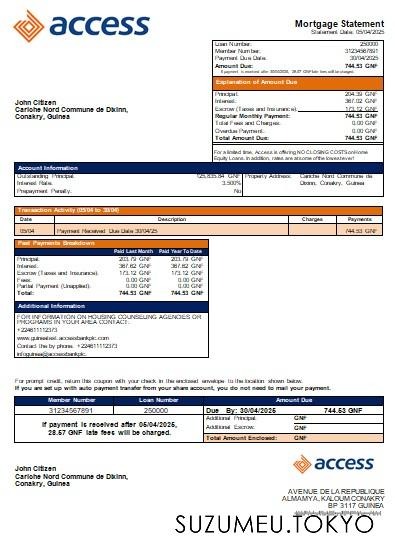 access
Mortgage Statement
Statement Date: 05/04/2025
Loan Number: 250000
Member Number: 31234567891
Payment Due Date: 30/04/2025
Amount Due: 744.53 GNF
If payment is received after 30/04/2025, 28.57 GNF late fees will be charged.
Explanation of Amount Due
Principal: 204.39 GNF
Interest: 367.02 GNF
Escrow (Taxes and Insurance): 173.12 GNF
Regular Monthly Payment: 744.53 GNF
Total Fees and Charges: 0.00 GNF
Overdue Payment: 0.00 GNF
Total Amount Due: 744.53 GNF
For a limited time, Access is offering NO CLOSING COSTS on Home
Equity Loans. In addition, rates are at some of the lowest ever!
John Citizen
Carlohe Nord Commune de Dixinn,
Conakry, Guinea
Account Information
Outstanding Principal: 125,835.84 GNF
Interest Rate: 3.500%
Prepayment Penalty: No
Property Address: Cariche Nord Commune de
Dixinn, Conakry, Guinea
Transaction Activity (05/04 to 30/04)
Date Description Charges Payments
05/04 Payment Received Due Date 30/04/25 744.53 GNF
Past Payments Breakdown
Paid Last Month Paid Year To Date
Principal: 203.79 GNF 203.79 GNF
Interest: 367.62 GNF 367.62 GNF
Escrow (Taxes and Insurance): 173.12 GNF 173.12 GNF
Fees: 0.00 GNF 0.00 GNF
Partial Payment (Unapplied): 0.00 GNF 0.00 GNF
Total: 744.53 GNF 744.53 GNF
Additional Information
FOR INFORMATION ON HOUSING COUNSELING AGENCIES OR
PROGRAMS IN YOUR AREA CONTACT:
+224611112373
www.guinea.accessbankplc.com
Contact the by phone: +224611112373
infoguinea@accessbankplc.
For prompt credit, return this coupon with your check in the enclosed envelope to the location shown below.
If you are set up with auto payment transfer from your share account, you do not need to mail your payment.
Member Number Loan Number Amount Due
31234567891 250000 Due By: 30/04/2025 744.53 GNF
If payment is received after 05/04/2025,
28.57 GNF late fees will be charged.
Additional Principal: GNF
Additional Escrow: GNF
Total Amount Enclosed: GNF
John Citizen
Carlohe Nord Commune de Dixinn,
Conakry, Guinea
access
AVENUE DE LA REPUBLIQUE
ALMAMYA, KALOUM CONAKRY
BP 3117 GUINEA
SUZUMEU.TOKYO